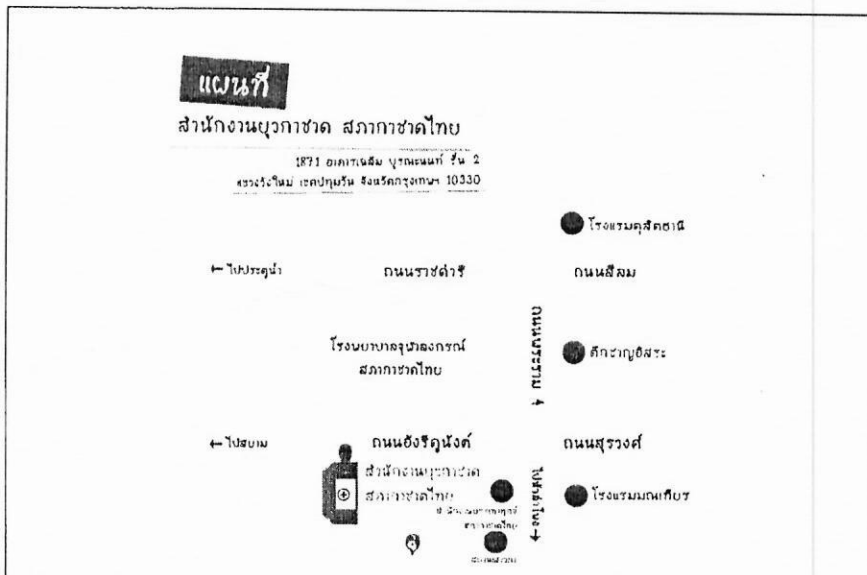 แผนที่
สำนักงานยุวกาชาด สภากาชาดไทย
1871 อาคารเฉลิม บูรณะนนท์ ชั้น 2
แขวงวังใหม่ เขตปทุมวัน จังหวัดกรุงเทพฯ 10330
โรงแรมดุสิตธานี
← ไปประตูน้ำ
ถนนราชดำริ
ถนนสีลม
โรงพยาบาลจุฬาลงกรณ์
สภากาชาดไทย
ถนนพระราม 4
ตึกชาญอิสระ
← ไปสยาม
ถนนอังรีดูนังต์
ถนนสุรวงศ์
สำนักงานยุวกาชาด
สภากาชาดไทย
โรงแรมมณเฑียร
สภากาชาดไทย